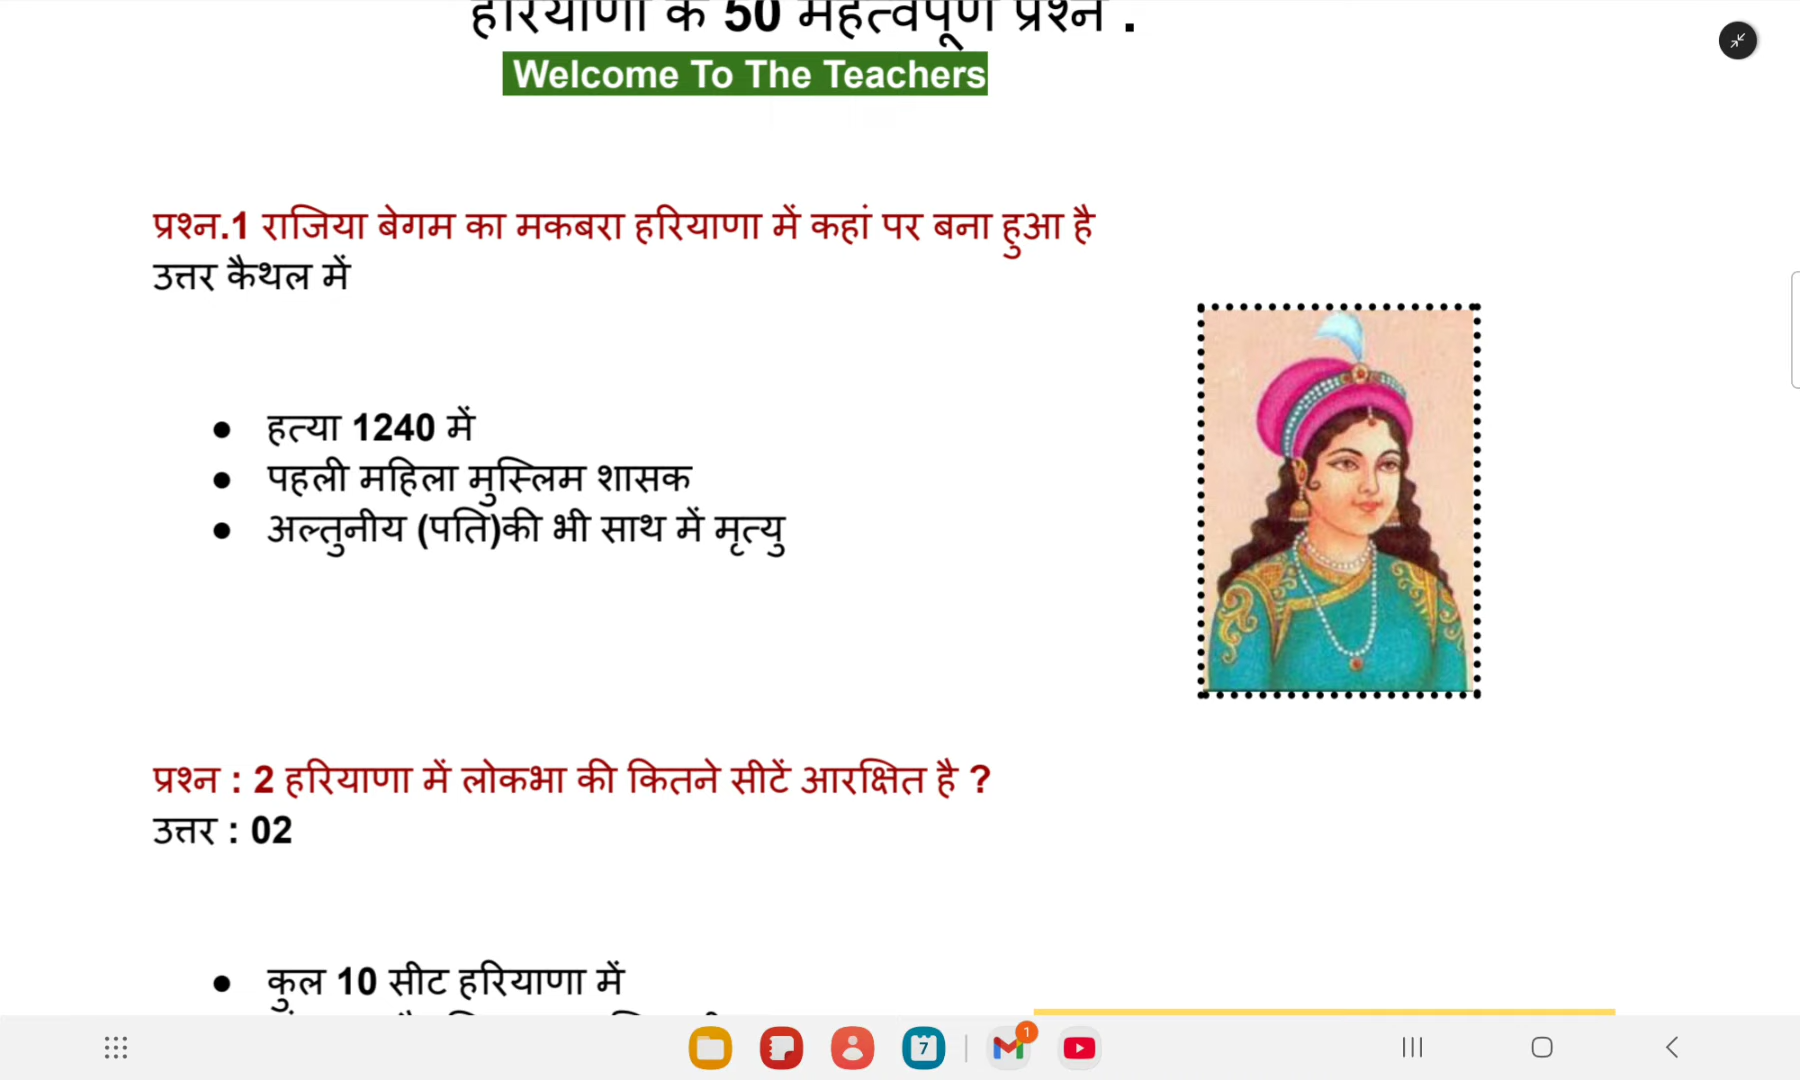 हरियाणा के 50 महत्वपूर्ण प्रश्न .
Welcome To The Teachers
प्रश्न.1 राजिया बेगम का मकबरा हरियाणा में कहां पर बना हुआ है
उत्तर कैथल में
हत्या 1240 में
पहली महिला मुस्लिम शासक
अल्तुनीय (पति)की भी साथ में मृत्यु
प्रश्न : 2 हरियाणा में लोकभा की कितने सीटें आरक्षित है ?
उत्तर : 02
कुल 10 सीट हरियाणा में
7
1